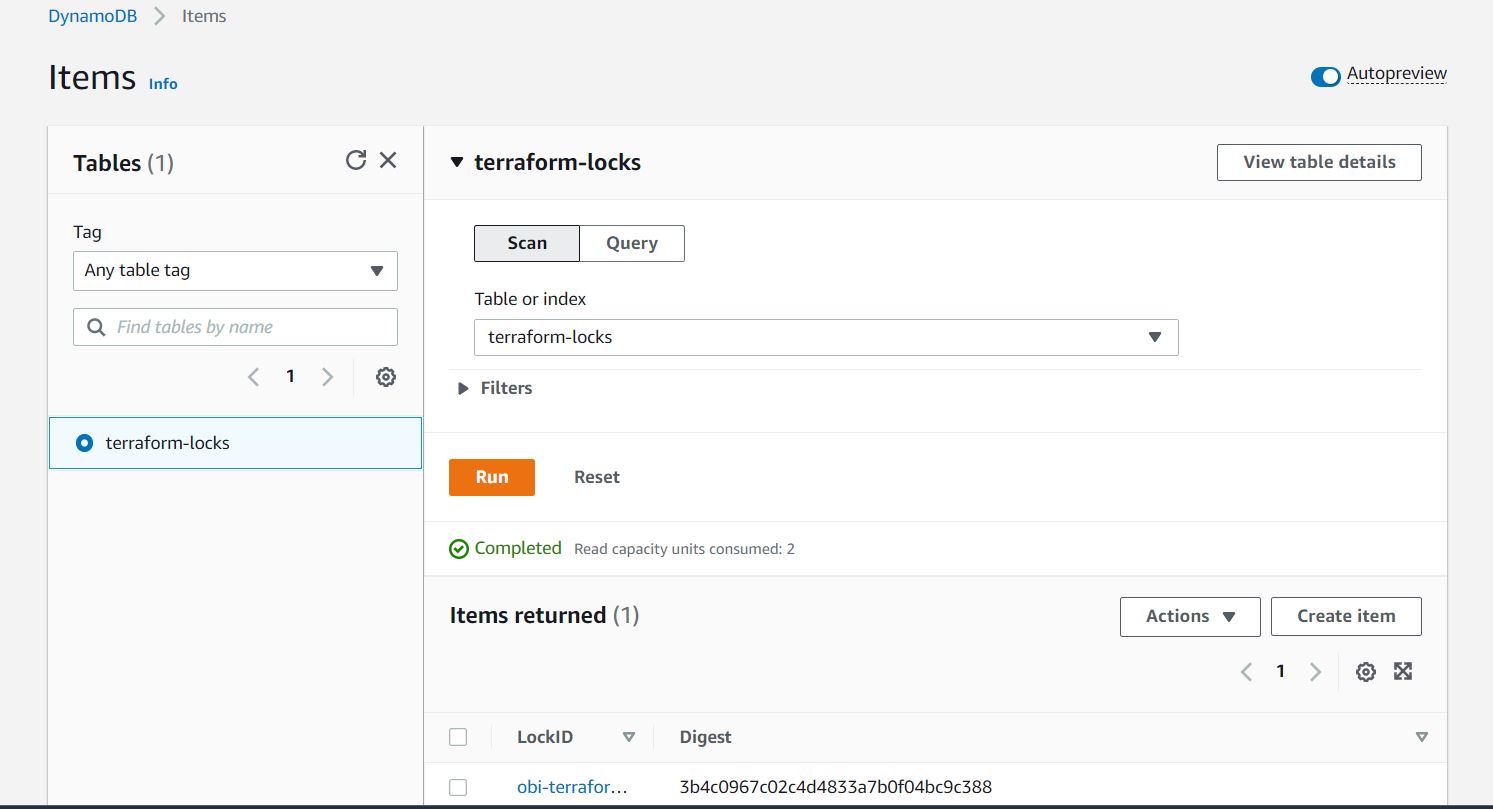 DynamoDB > Items
Items Info
Autopreview
Tables (1)
Tag
Any table tag
Find tables by name
1
terraform-locks
terraform-locks
View table details
Scan Query
Table or index
terraform-locks
Filters
Run Reset
Completed Read capacity units consumed: 2
Items returned (1)
Actions Create item
1
LockID Digest
obi-terrafor... 3b4c0967c02c4d4833a7b0f04bc9c388